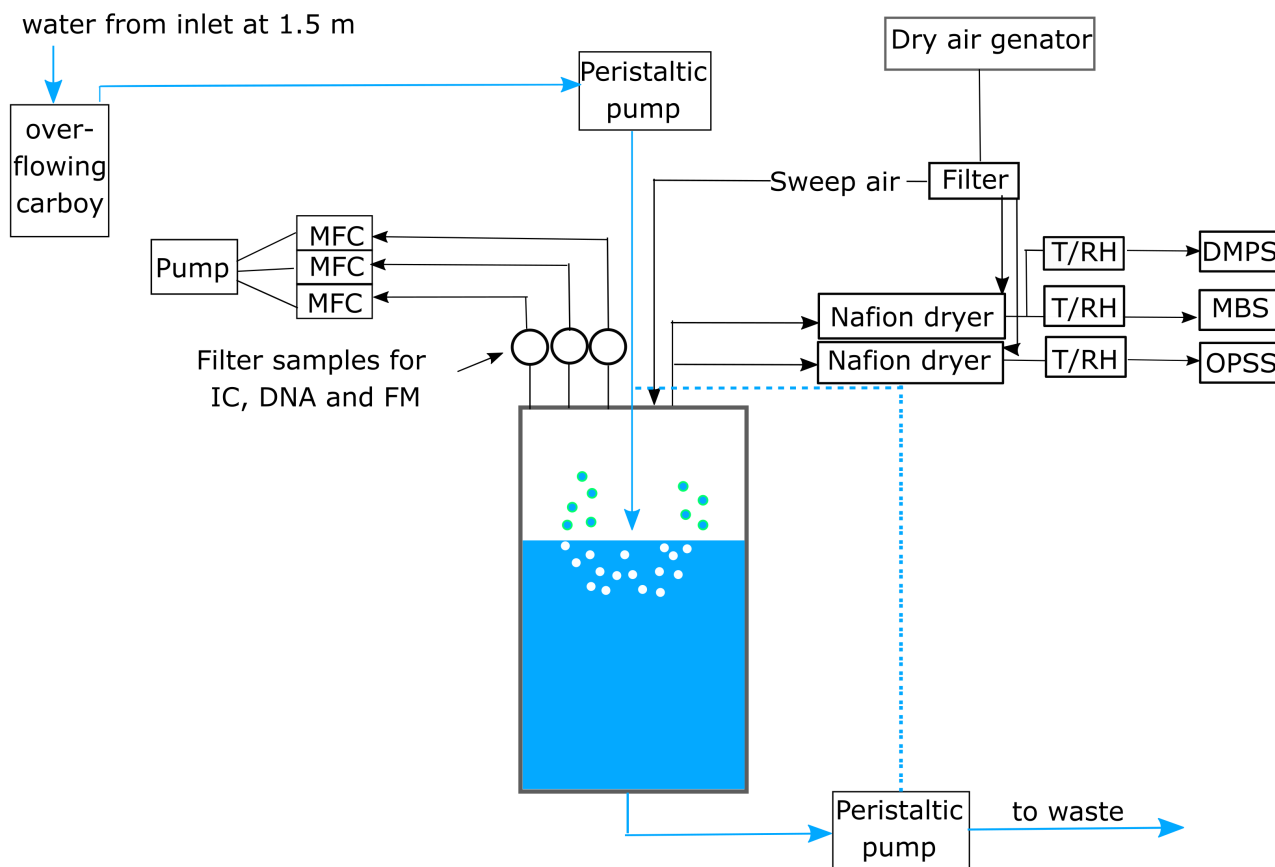 water from inlet at 1.5 m
Dry air genator
Peristaltic
pump
over-
flowing
carboy
Sweep air
Filter
MFC
MFC
MFC
Pump
T/RH
DMPS
Nafion dryer
T/RH
MBS
Nafion dryer
T/RH
OPSS
Filter samples for
IC, DNA and FM
Peristaltic
pump
to waste